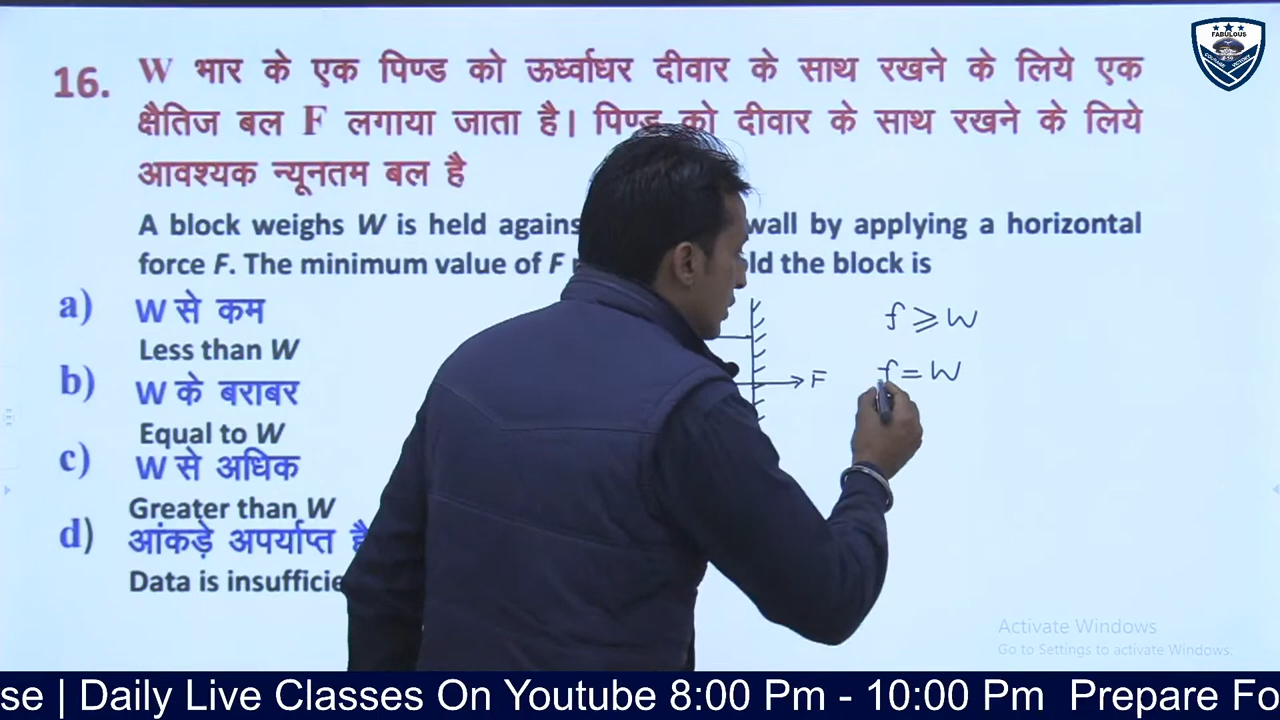 16. W भार के एक पिण्ड को ऊर्ध्वाधर दीवार के साथ रखने के लिये एक
क्षैतिज बल F लगाया जाता है। पिण्ड को दीवार के साथ रखने के लिये
आवश्यक न्यूनतम बल है
A block weighs W is held agains wall by applying a horizontal
force F. The minimum value of F ld the block is
a) W से कम
Less than W
b) W के बराबर
Equal to W
c) W से अधिक
Greater than W
d) आंकड़े अपर्याप्त है
Data is insufficie
f ⩾ W
F
f = W
FABULOUS
COURAGE
VICTORY
Activate Windows
Go to Settings to activate Windows.
se | Daily Live Classes On Youtube 8:00 Pm - 10:00 Pm Prepare Fo